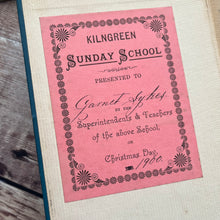 KILNGREEN
SUNDAY SCHOOL
PRESENTED TO
Garnet Sykes
BY THE
Superintendents & Teachers
of the above School,
ON
Christmas Day,
1900.